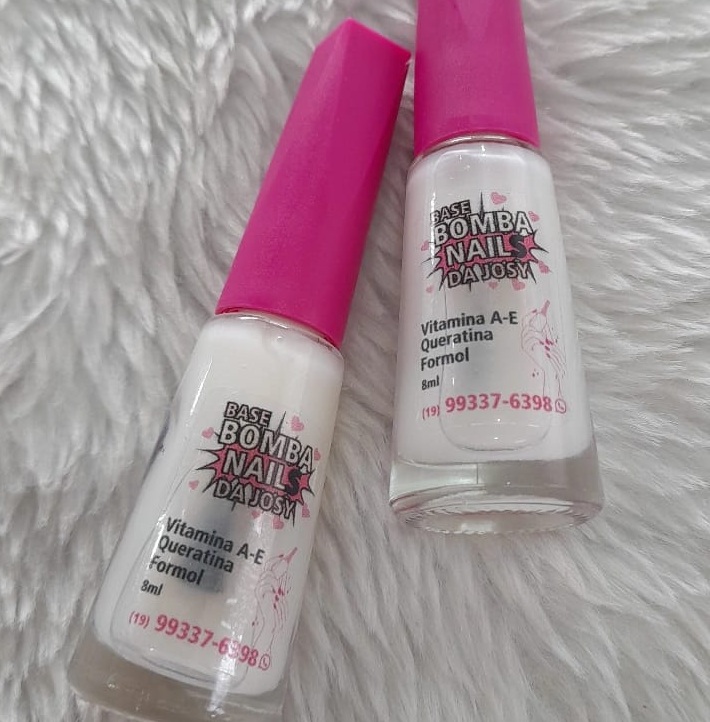 BASE
BOMBA
NAILS
DA JOSY
Vitamina A-E
Queratina
Formol
8ml
(19) 99337-6398
BASE
BOMBA
NAILS
DA JOSY
Vitamina A-E
Queratina
Formol
8ml
(19) 99337-6398